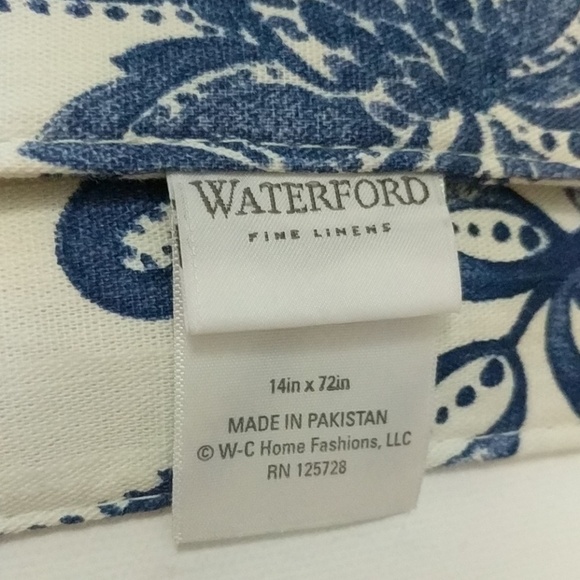 WATERFORD
FINE LINENS
14in x 72in
MADE IN PAKISTAN
© W-C Home Fashions, LLC
RN 125728